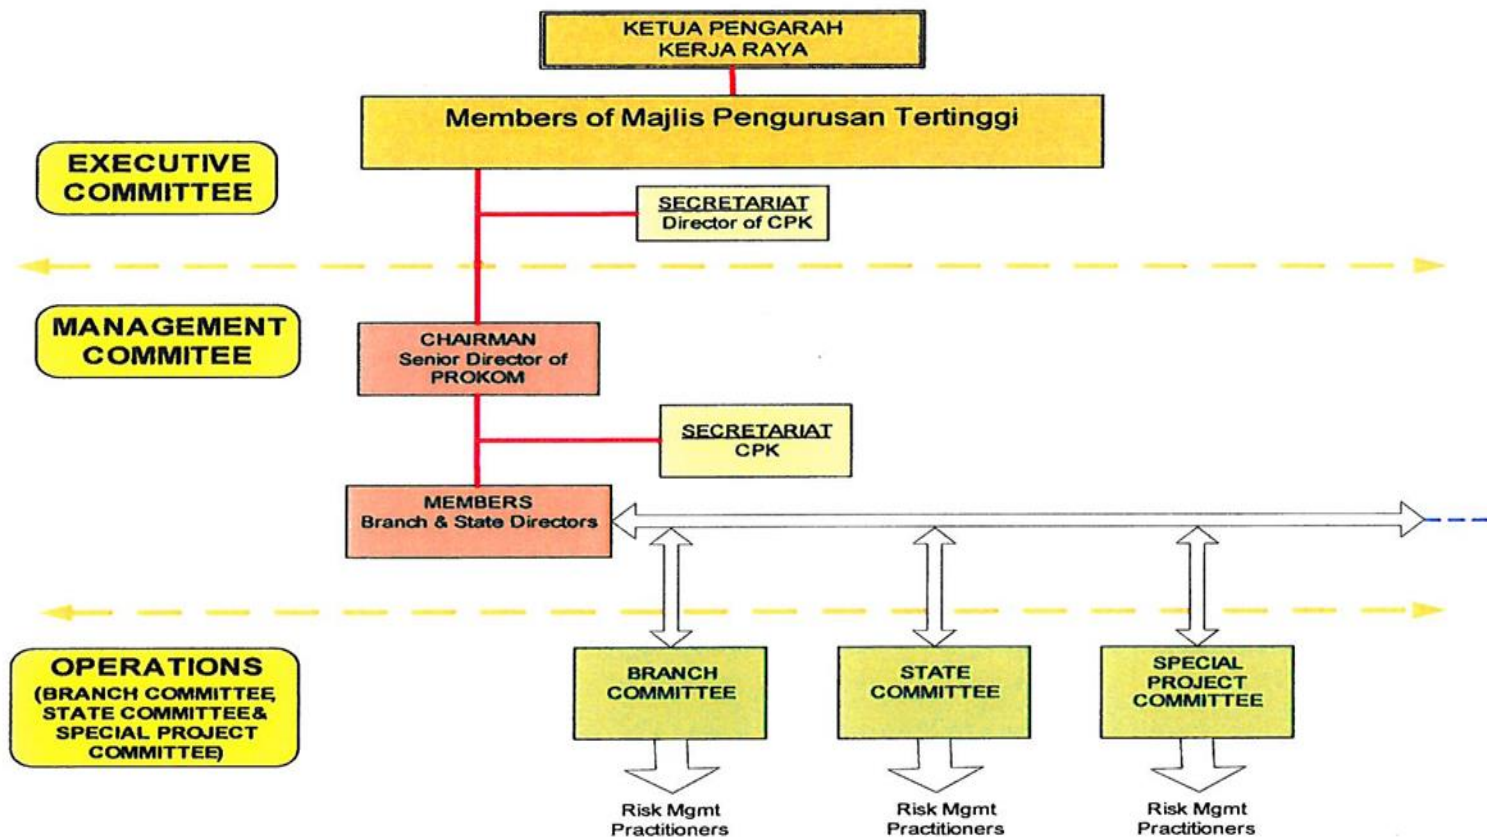 KETUA PENGARAH
KERJA RAYA
Members of Majlis Pengurusan Tertinggi
EXECUTIVE
COMMITTEE
SECRETARIAT
Director of CPK
MANAGEMENT
COMMITEE
CHAIRMAN
Senior Director of
PROKOM
SECRETARIAT
CPK
MEMBERS
Branch & State Directors
OPERATIONS
(BRANCH COMMITTEE,
STATE COMMITTEE &
SPECIAL PROJECT
COMMITTEE)
BRANCH
COMMITTEE
STATE
COMMITTEE
SPECIAL
PROJECT
COMMITTEE
Risk Mgmt
Practitioners
Risk Mgmt
Practitioners
Risk Mgmt
Practitioners